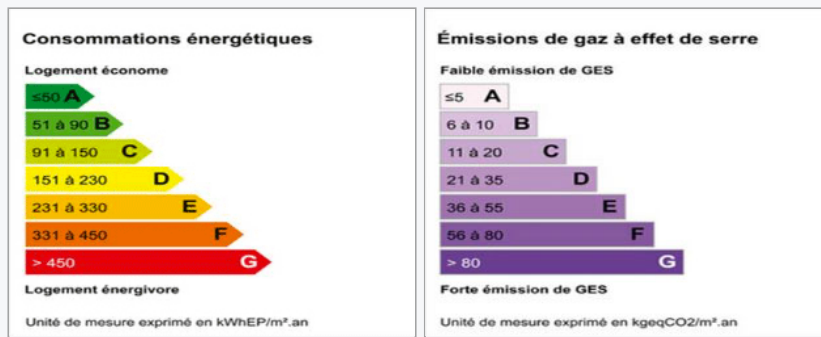 Consommations énergétiques
Logement économe
≤50 A
51 à 90 B
91 à 150 C
151 à 230 D
231 à 330 E
331 à 450 F
> 450 G
Logement énergivore
Unité de mesure exprimé en kWhEP/m².an
Émissions de gaz à effet de serre
Faible émission de GES
≤5 A
6 à 10 B
11 à 20 C
21 à 35 D
36 à 55 E
56 à 80 F
> 80 G
Forte émission de GES
Unité de mesure exprimé en kgeqCO2/m².an